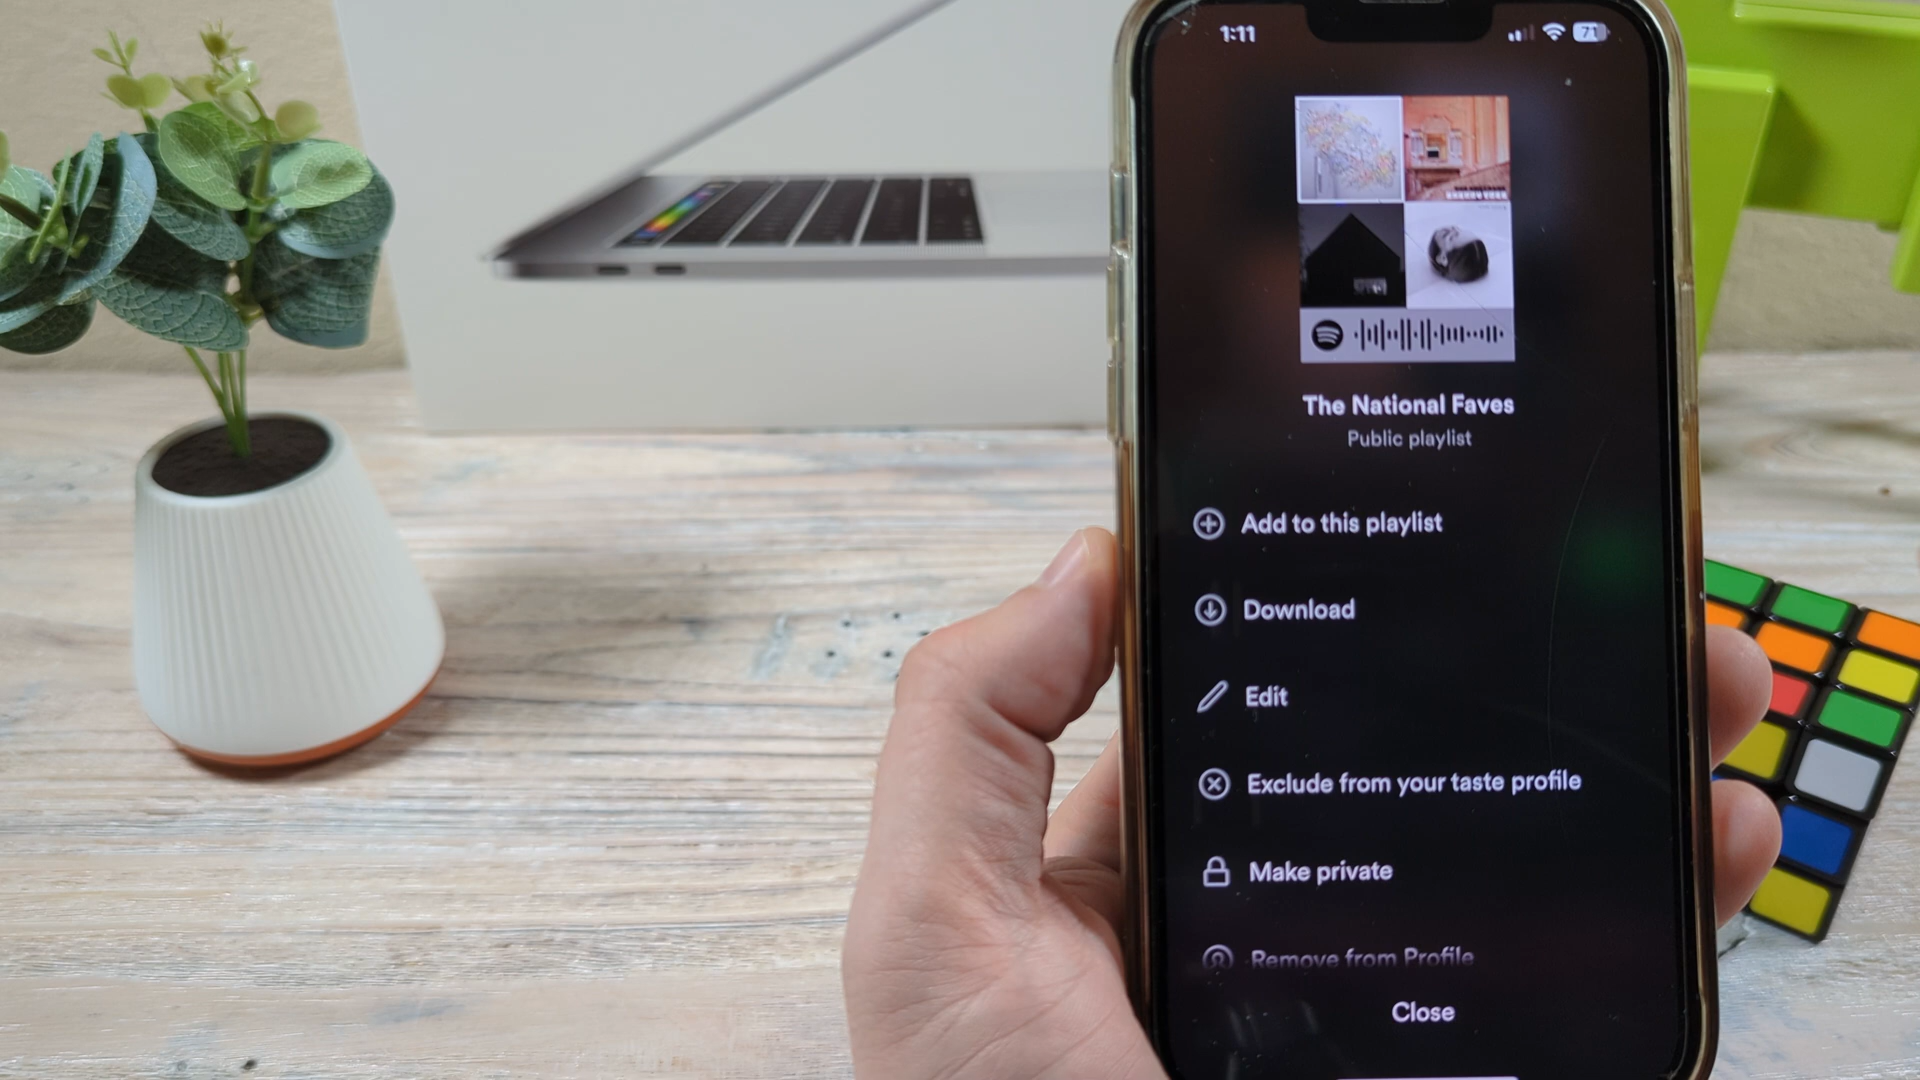 1:11
71
The National Faves
Public playlist
Add to this playlist
Download
Edit
Exclude from your taste profile
Make private
Remove from Profile
Close